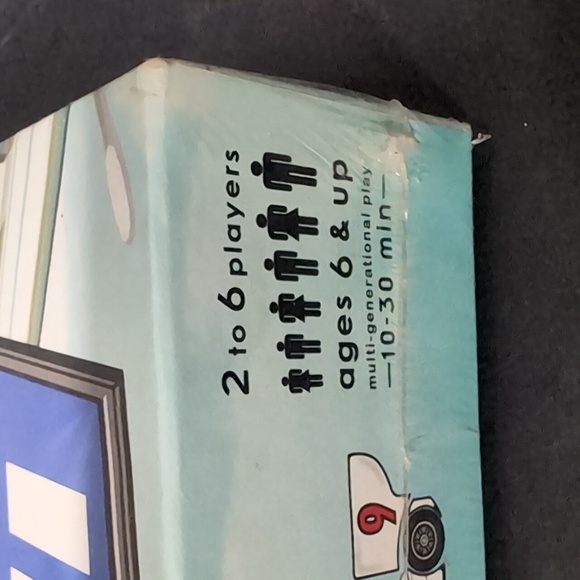 2 to 6 players
ages 6 & up
multi-generational play
—10-30 min—
9